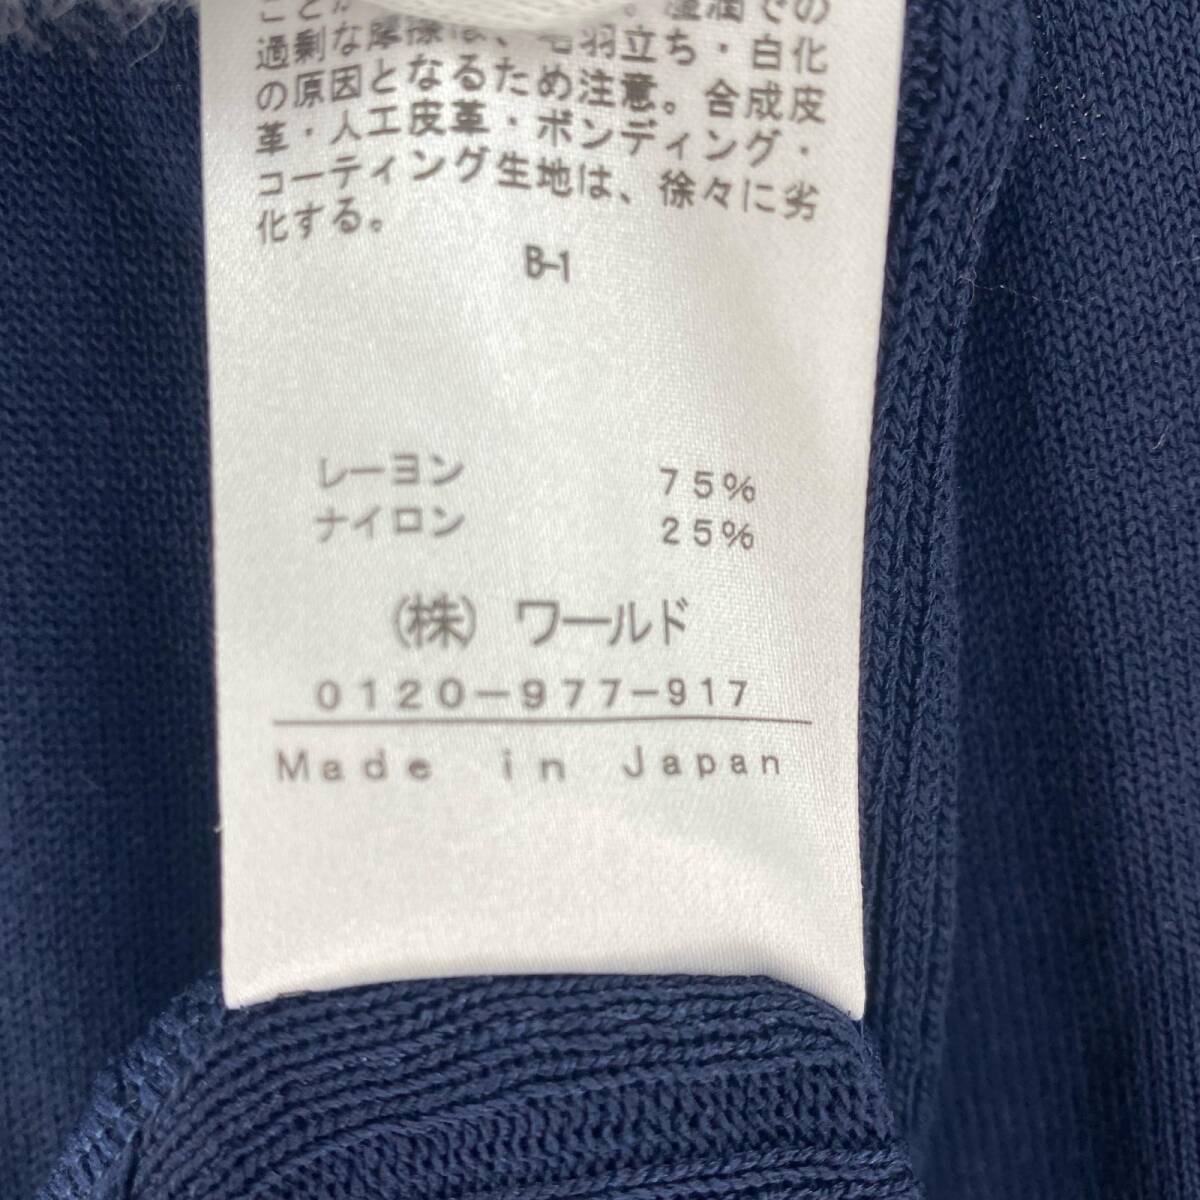 過剰な摩擦は、毛羽立ち・白化
の原因となるため注意。合成皮
革・人工皮革・ボンディング・
コーティング生地は、徐々に劣
化する。
B-1
レーヨン 75%
ナイロン 25%
(株) ワールド
0120-977-917
Made in Japan